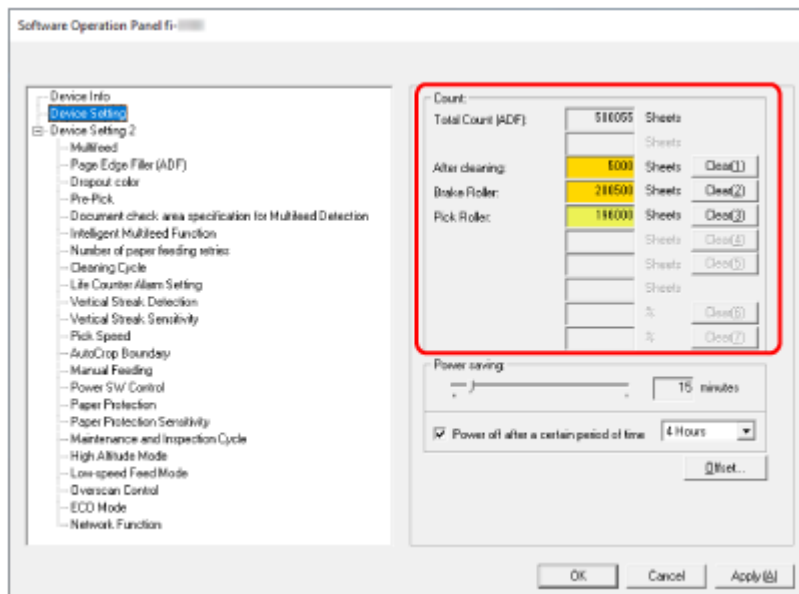 Software Operation Panel fi-
Device Info
Device Setting
Device Setting 2
Multifeed
Page Edge Filler (ADF)
Dropout color
Pre-Pick
Document check area specification for Multifeed Detection
Intelligent Multifeed Function
Number of paper feeding retries
Cleaning Cycle
Life Counter Alarm Setting
Vertical Streak Detection
Vertical Streak Sensitivity
Pick Speed
AutoCrop Boundary
Manual Feeding
Power SW Control
Paper Protection
Paper Protection Sensitivity
Maintenance and Inspection Cycle
High Altitude Mode
Low-speed Feed Mode
Overscan Control
ECO Mode
Network Function
Count:
Total Count (ADF): Sheets
Sheets
After cleaning: 5000 Sheets Clear(1)
Brake Roller: 200500 Sheets Clear(2)
Pick Roller: 196000 Sheets Clear(3)
Sheets Clear(4)
Sheets Clear(5)
Sheets
% Clear(6)
% Clear(7)
Power saving:
15 minutes
Power off after a certain period of time 4 Hours
Offset...
OK Cancel Apply (A)